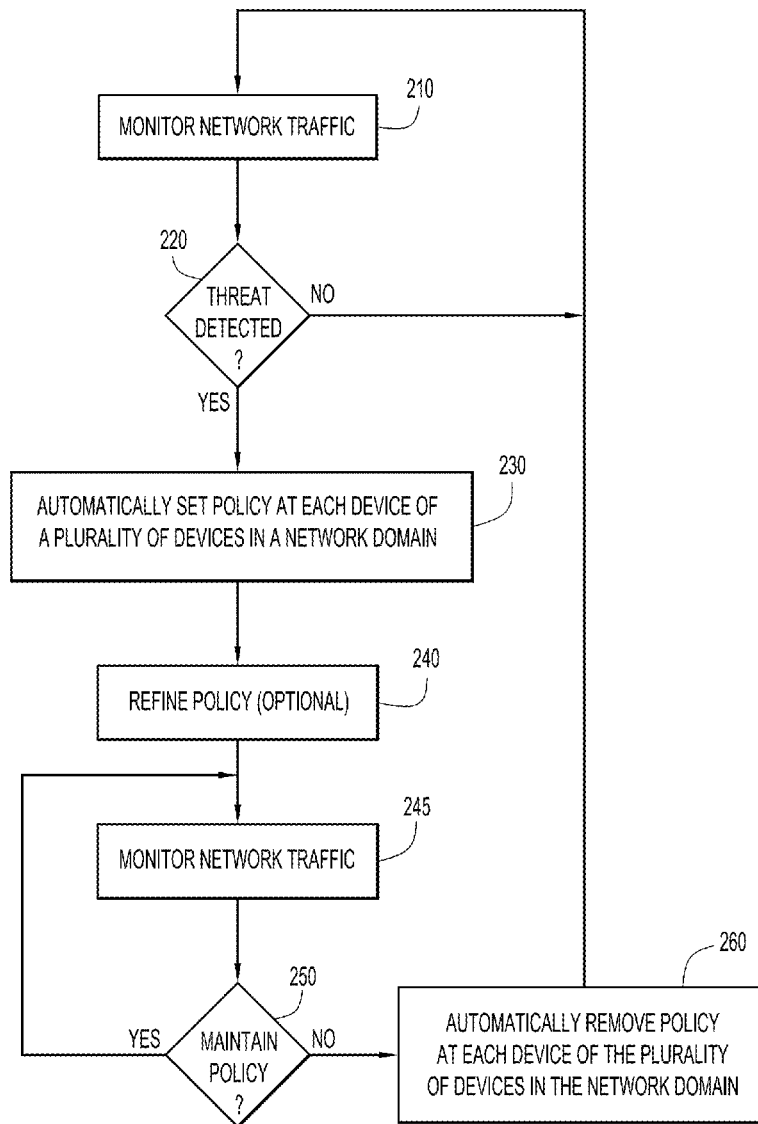 210
MONITOR NETWORK TRAFFIC
220
THREAT
DETECTED
?
NO
YES
230
AUTOMATICALLY SET POLICY AT EACH DEVICE OF
A PLURALITY OF DEVICES IN A NETWORK DOMAIN
240
REFINE POLICY (OPTIONAL)
245
MONITOR NETWORK TRAFFIC
250
MAINTAIN
POLICY
?
YES
NO
260
AUTOMATICALLY REMOVE POLICY
AT EACH DEVICE OF THE PLURALITY
OF DEVICES IN THE NETWORK DOMAIN